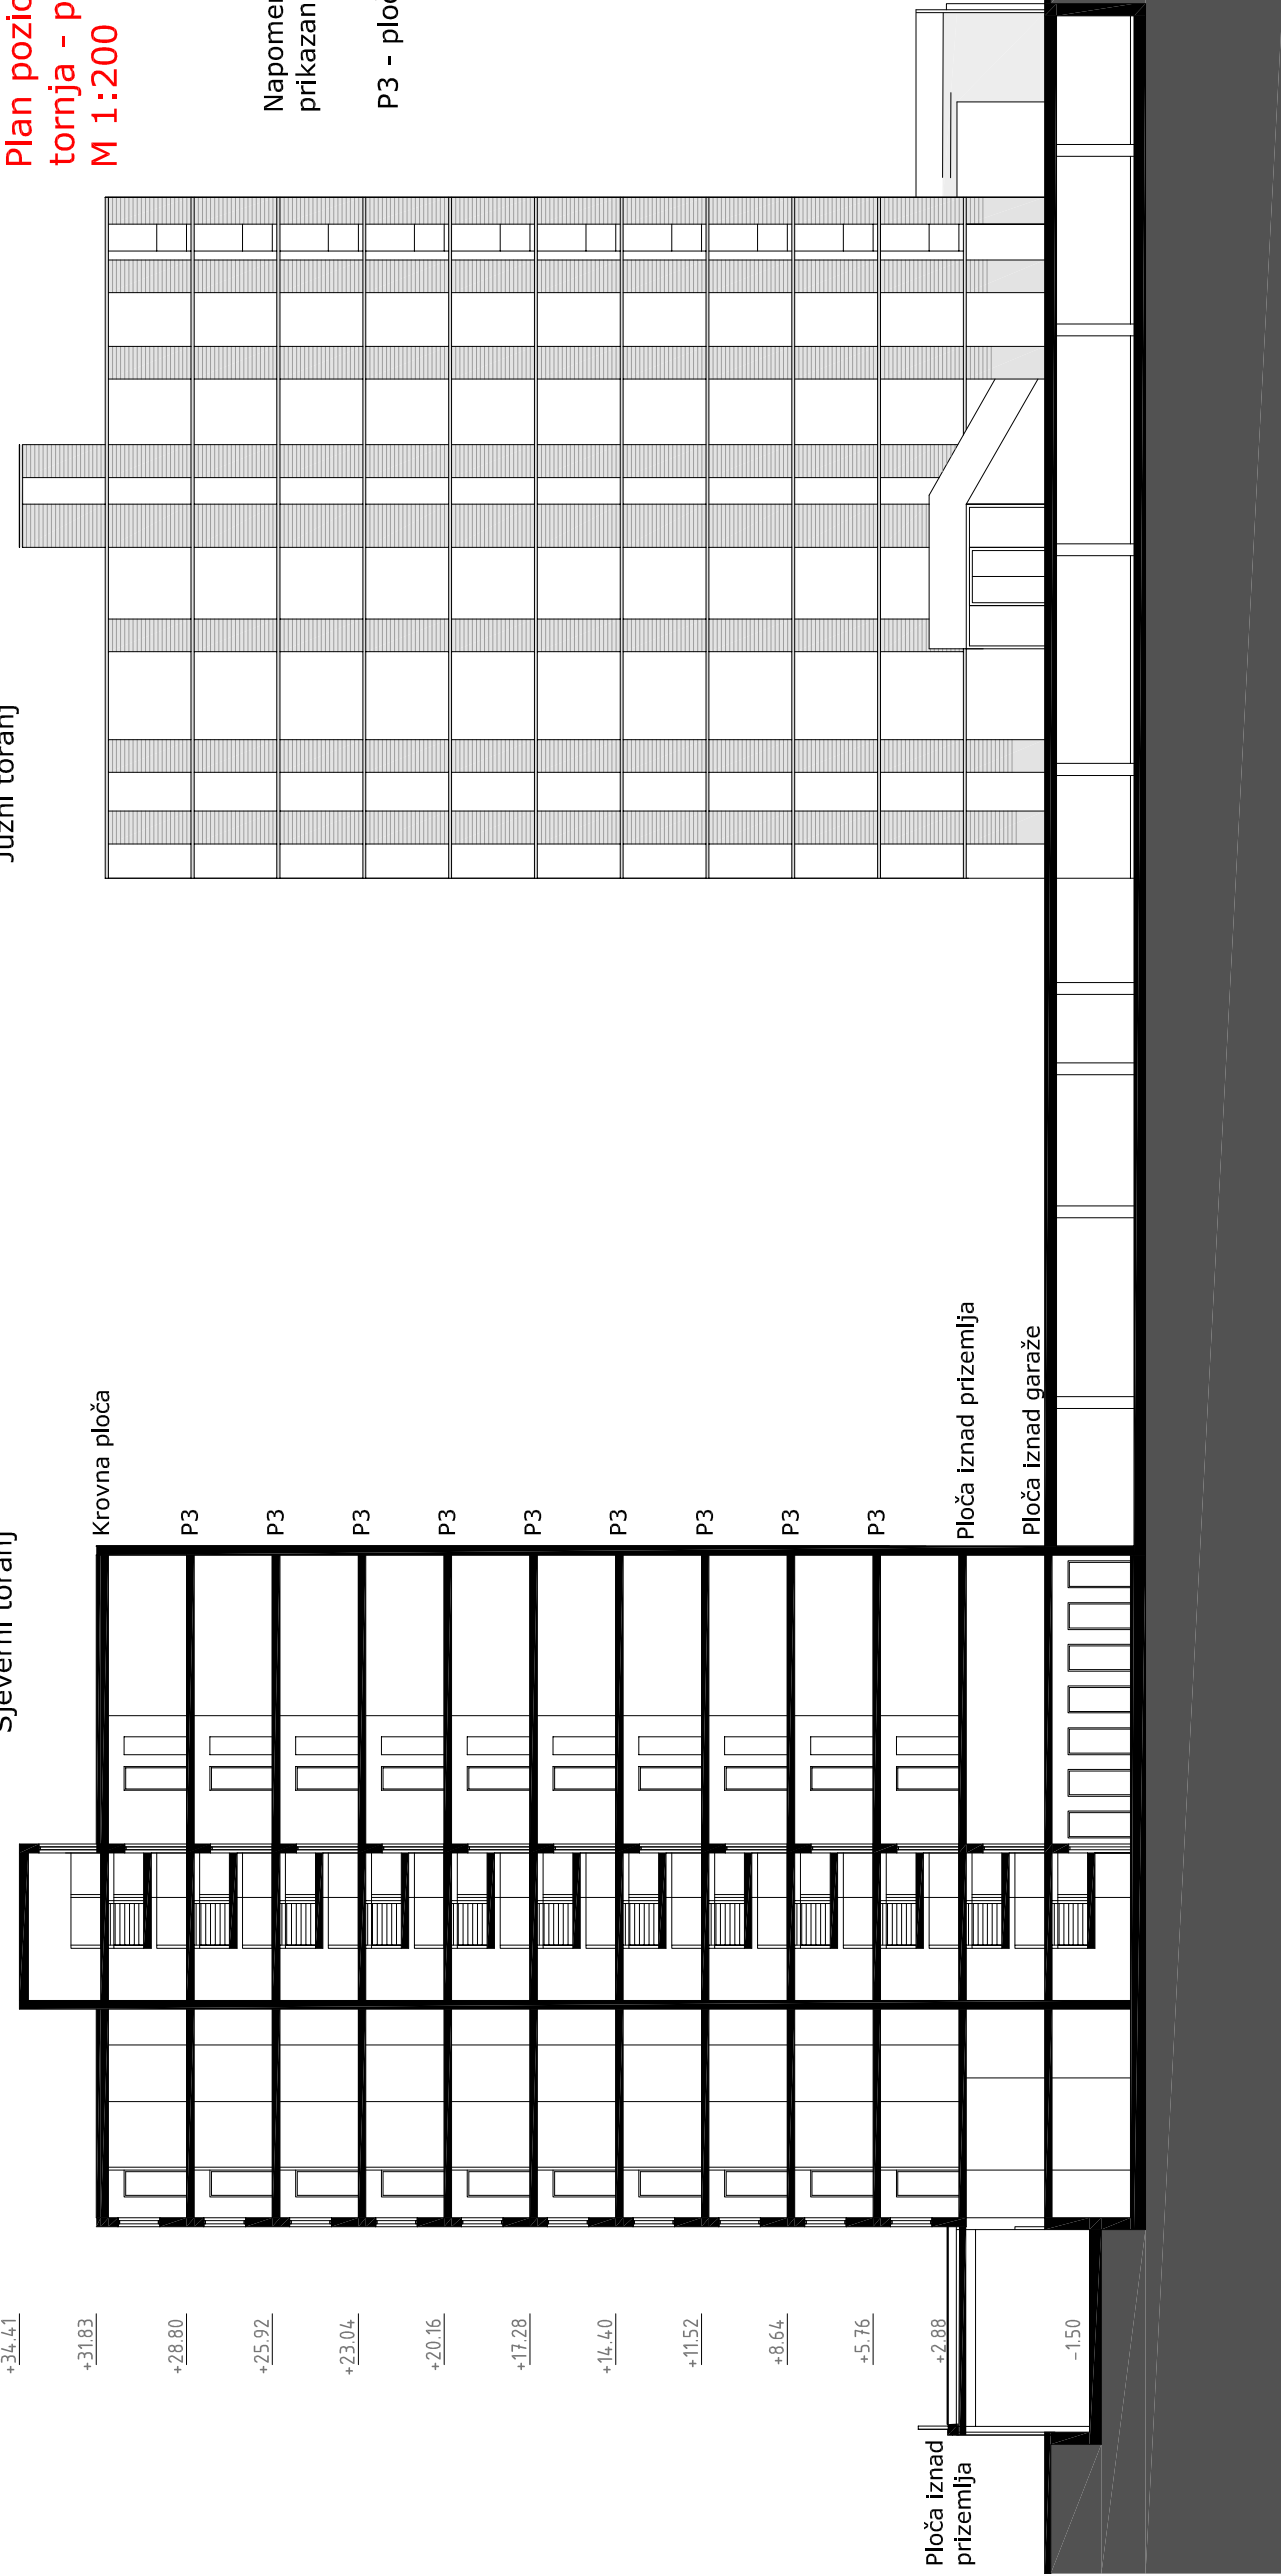 Plan pozic
tornja - p
M 1:200
Napomen
prikazan
P3 - ploč
Južni toranj
Sjeverni toranj
Krovna ploča
P3
P3
P3
P3
P3
P3
P3
P3
P3
Ploča iznad prizemlja
Ploča iznad garaže
+34.41
+31.83
+28.80
+25.92
+23.04
+20.16
+17.28
+14.40
+11.52
+8.64
+5.76
+2.88
-1.50
Ploča iznad
prizemlja